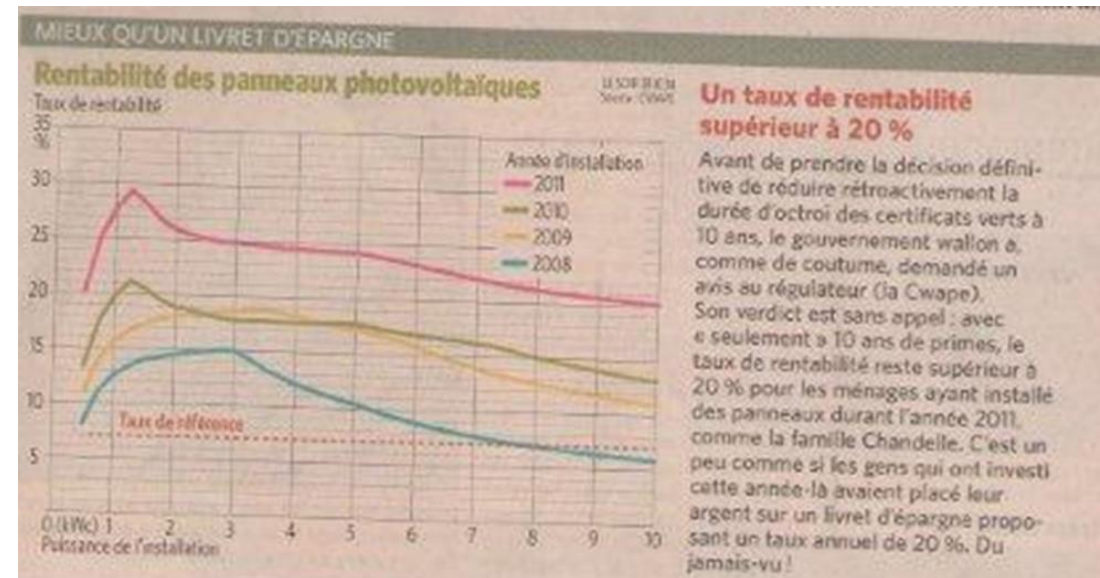 MIEUX QU'UN LIVRET D'ÉPARGNE
Rentabilité des panneaux photovoltaïques
Taux de rentabilité
35
%
30
25
20
15
10
5
Année d'installation
2011
2010
2009
2008
Taux de référence
0 (kWc) 1 2 3 4 5 6 7 8 9 10
Puissance de l'installation
Un taux de rentabilité
supérieur à 20 %
Avant de prendre la décision défini-
tive de réduire rétroactivement la
durée d'octroi des certificats verts à
10 ans, le gouvernement wallon a,
comme de coutume, demandé un
avis au régulateur (la Cwape).
Son verdict est sans appel : avec
« seulement » 10 ans de primes, le
taux de rentabilité reste supérieur à
20 % pour les ménages ayant installé
des panneaux durant l'année 2011,
comme la famille Chandelle. C'est un
peu comme si les gens qui ont investi
cette année-là avaient placé leur
argent sur un livret d'épargne propo-
sant un taux annuel de 20 %. Du
jamais-vu !